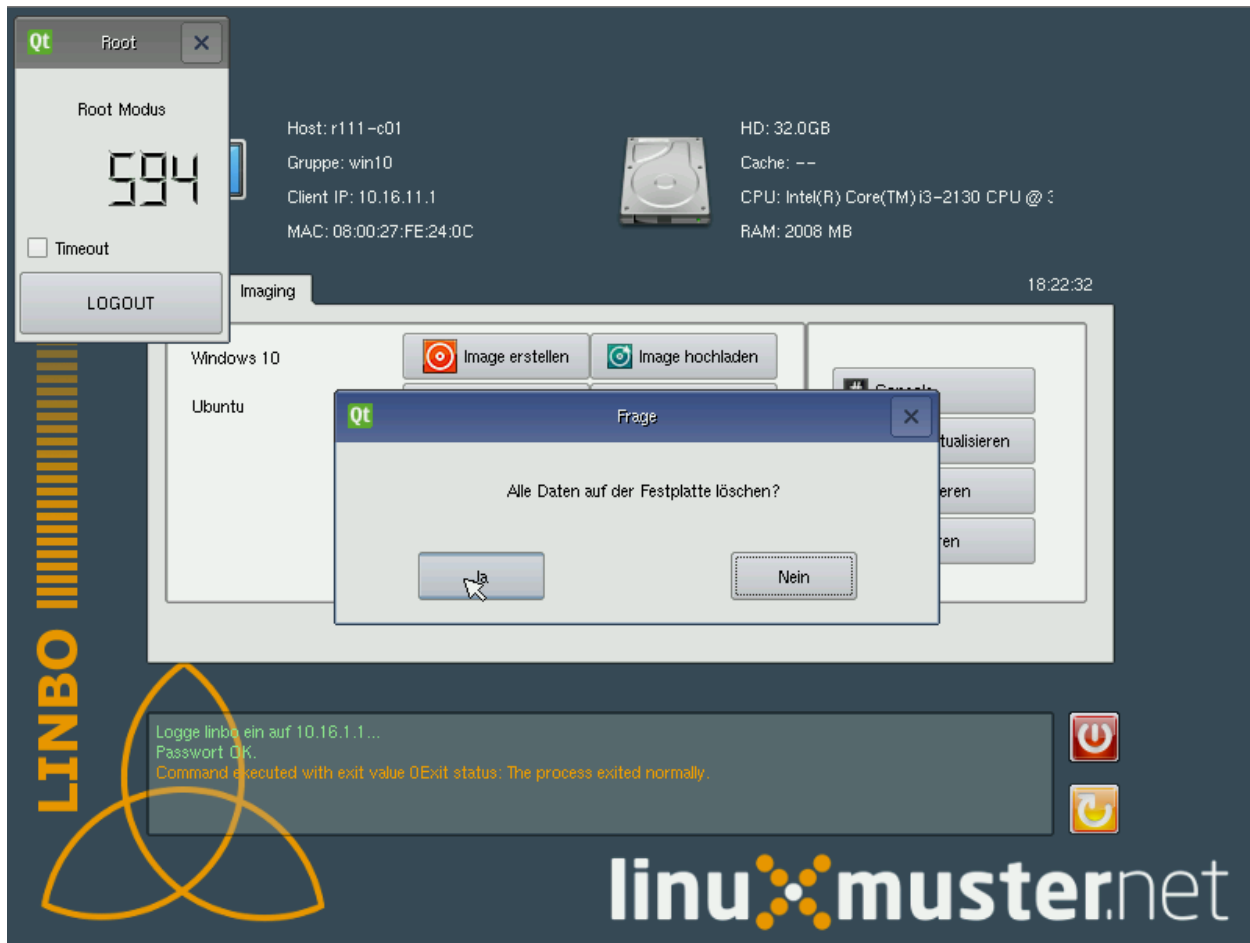 Root
Root Modus
594
Timeout
LOGOUT
Host: r111-c01
Gruppe: win10
Client IP: 10.16.11.1
MAC: 08:00:27:FE:24:0C
HD: 32.0GB
Cache: --
CPU: Intel(R) Core(TM) i3-2130 CPU @
RAM: 2008 MB
Imaging
18:22:32
Windows 10
Image erstellen
Image hochladen
Ubuntu
Frage
Alle Daten auf der Festplatte löschen?
Ja
Nein
tualisieren
eren
ren
LINBO
Logge linbo ein auf 10.16.1.1...
Passwort OK.
Command executed with exit value 0Exit status: The process exited normally.
linuxmuster.net